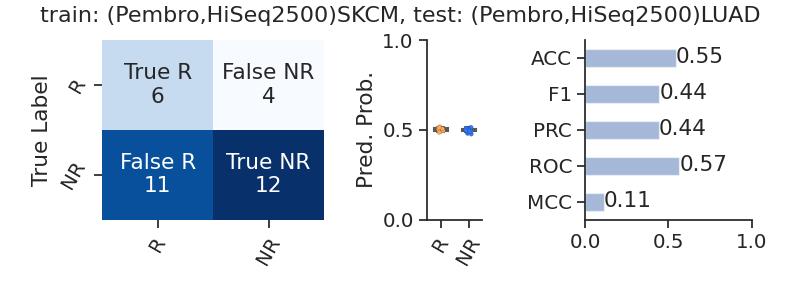 train: (Pembro,HiSeq2500)SKCM, test: (Pembro,HiSeq2500)LUAD
True Label
R
NR
True R
6
False NR
4
False R
11
True NR
12
R
NR
Pred. Prob.
1.0
0.5
0.0
R
NR
ACC
0.55
F1
0.44
PRC
0.44
ROC
0.57
MCC
0.11
0.0
0.5
1.0